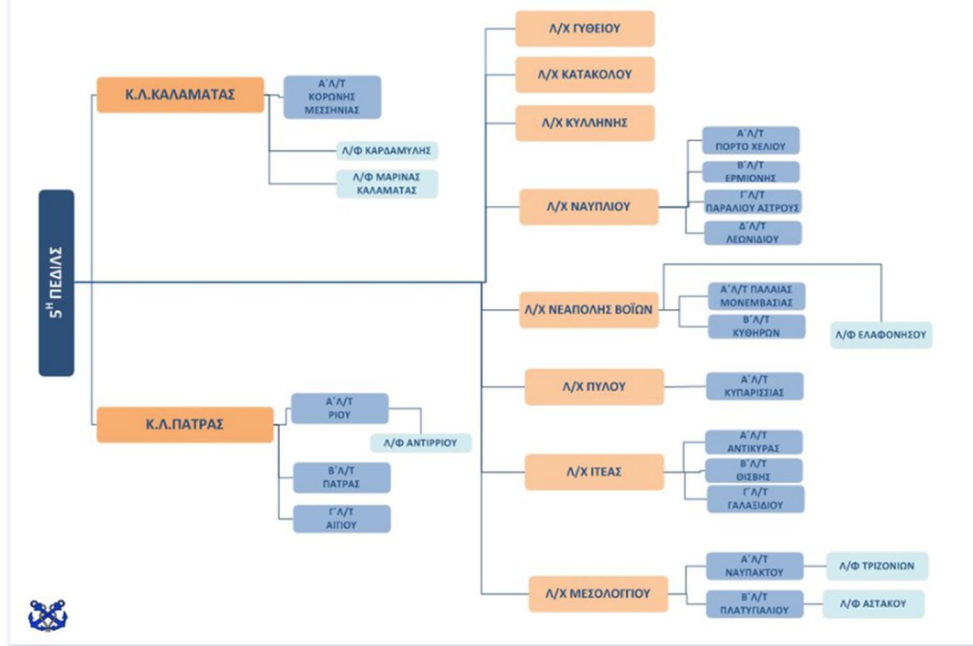 5Η ΠΕΔΙΛΣ
Κ.Λ.ΚΑΛΑΜΑΤΑΣ
Α΄Λ/Τ
ΚΟΡΩΝΗΣ
ΜΕΣΣΗΝΙΑΣ
Λ/Φ ΚΑΡΔΑΜΥΛΗΣ
Λ/Φ ΜΑΡΙΝΑΣ
ΚΑΛΑΜΑΤΑΣ
Κ.Λ.ΠΑΤΡΑΣ
Α΄Λ/Τ
ΡΙΟΥ
Λ/Φ ΑΝΤΙΡΡΙΟΥ
Β΄Λ/Τ
ΠΑΤΡΑΣ
Γ΄Λ/Τ
ΑΙΓΙΟΥ
Λ/Χ ΓΥΘΕΙΟΥ
Λ/Χ ΚΑΤΑΚΟΛΟΥ
Λ/Χ ΚΥΛΛΗΝΗΣ
Λ/Χ ΝΑΥΠΛΙΟΥ
Α΄Λ/Τ
ΠΟΡΤΟ ΧΕΛΙΟΥ
Β΄Λ/Τ
ΕΡΜΙΟΝΗΣ
Γ΄Λ/Τ
ΠΑΡΑΛΙΟΥ ΑΣΤΡΟΥΣ
Δ΄Λ/Τ
ΛΕΩΝΙΔΙΟΥ
Λ/Χ ΝΕΑΠΟΛΗΣ ΒΟΪΩΝ
Α΄Λ/Τ ΠΑΛΑΙΑΣ
ΜΟΝΕΜΒΑΣΙΑΣ
Β΄Λ/Τ
ΚΥΘΗΡΩΝ
Λ/Φ ΕΛΑΦΟΝΗΣΟΥ
Λ/Χ ΠΥΛΟΥ
Α΄Λ/Τ
ΚΥΠΑΡΙΣΣΙΑΣ
Λ/Χ ΙΤΕΑΣ
Α΄Λ/Τ
ΑΝΤΙΚΥΡΑΣ
Β΄Λ/Τ
ΘΙΣΒΗΣ
Γ΄Λ/Τ
ΓΑΛΑΞΙΔΙΟΥ
Λ/Χ ΜΕΣΟΛΟΓΓΙΟΥ
Α΄Λ/Τ
ΝΑΥΠΑΚΤΟΥ
Λ/Φ ΤΡΙΖΟΝΙΩΝ
Β΄Λ/Τ
ΠΛΑΤΥΓΙΑΛΙΟΥ
Λ/Φ ΑΣΤΑΚΟΥ